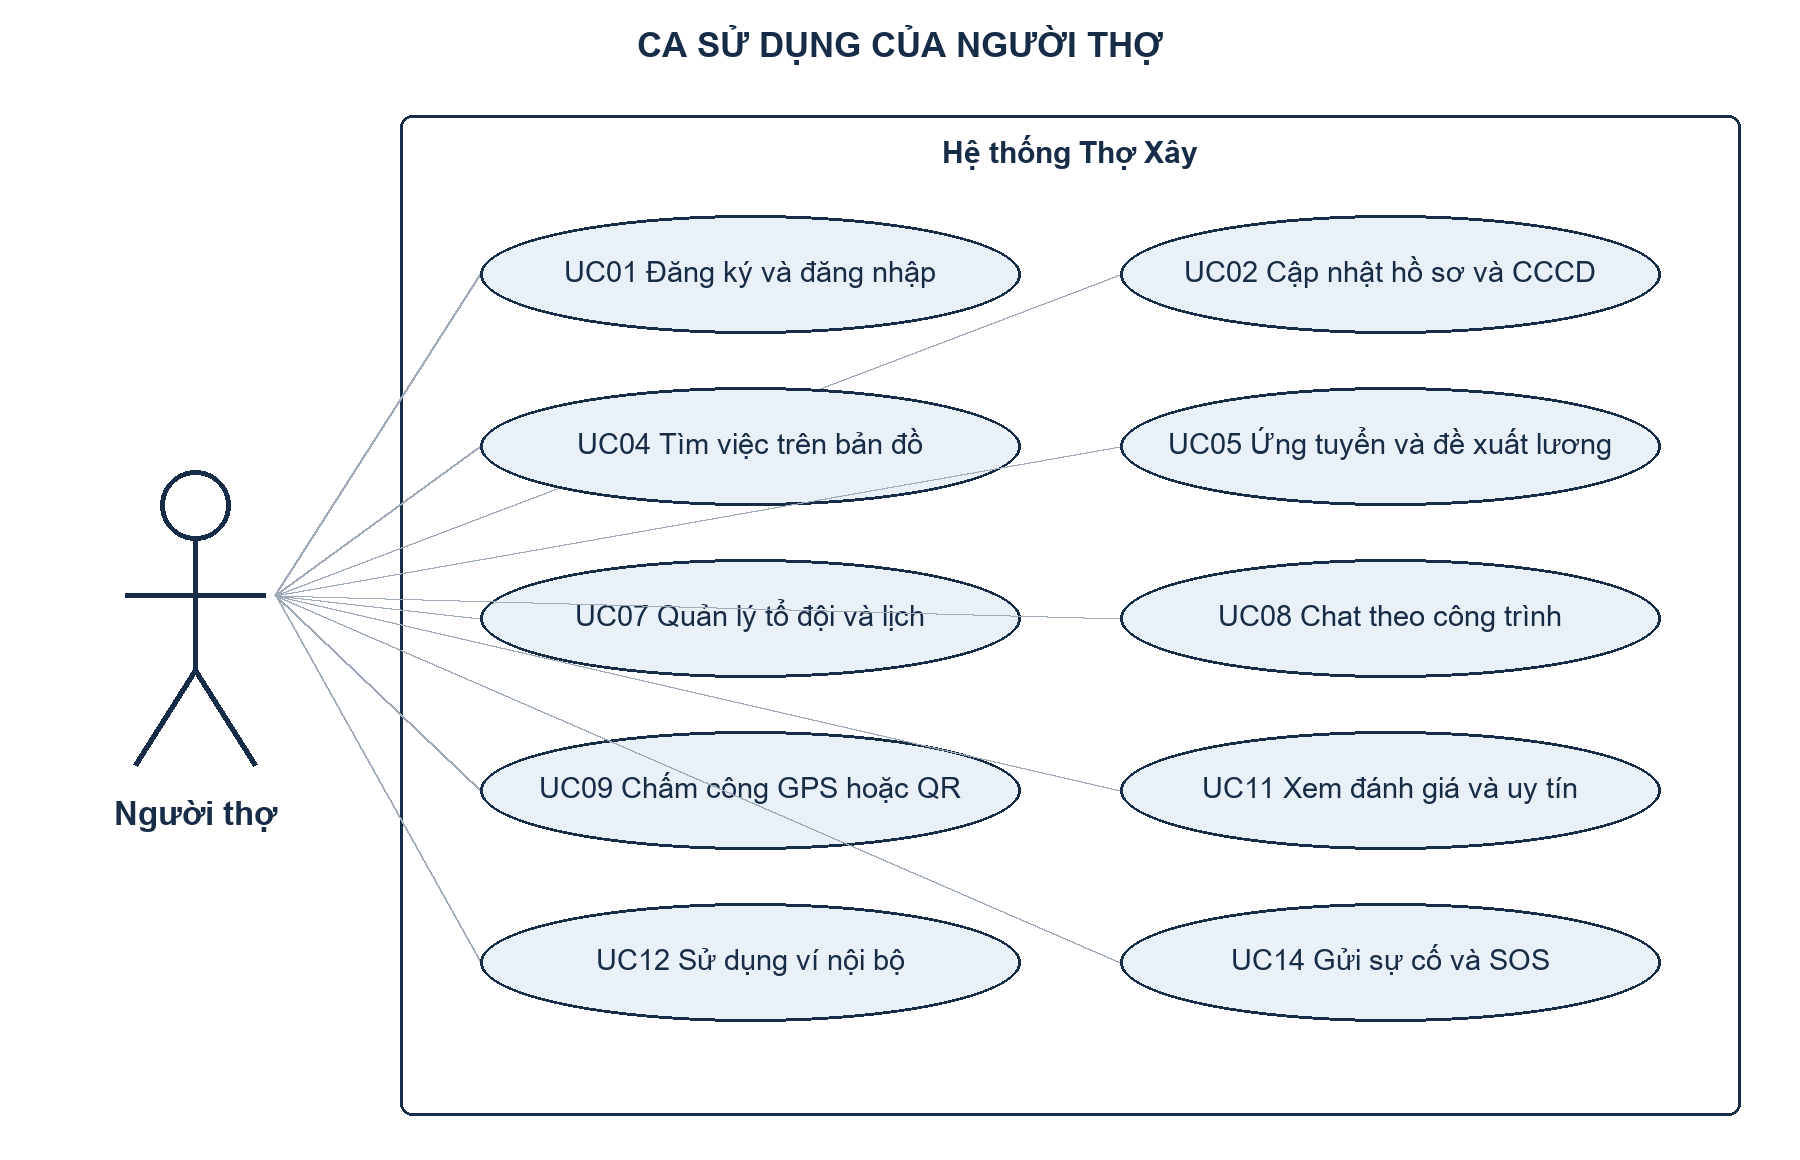 CA SỬ DỤNG CỦA NGƯỜI THỢ
Hệ thống Thợ Xây
UC01 Đăng ký và đăng nhập
UC02 Cập nhật hồ sơ và CCCD
UC04 Tìm việc trên bản đồ
UC05 Ứng tuyển và đề xuất lương
UC07 Quản lý tổ đội và lịch
UC08 Chat theo công trình
UC09 Chấm công GPS hoặc QR
UC11 Xem đánh giá và uy tín
Người thợ
UC12 Sử dụng ví nội bộ
UC14 Gửi sự cố và SOS